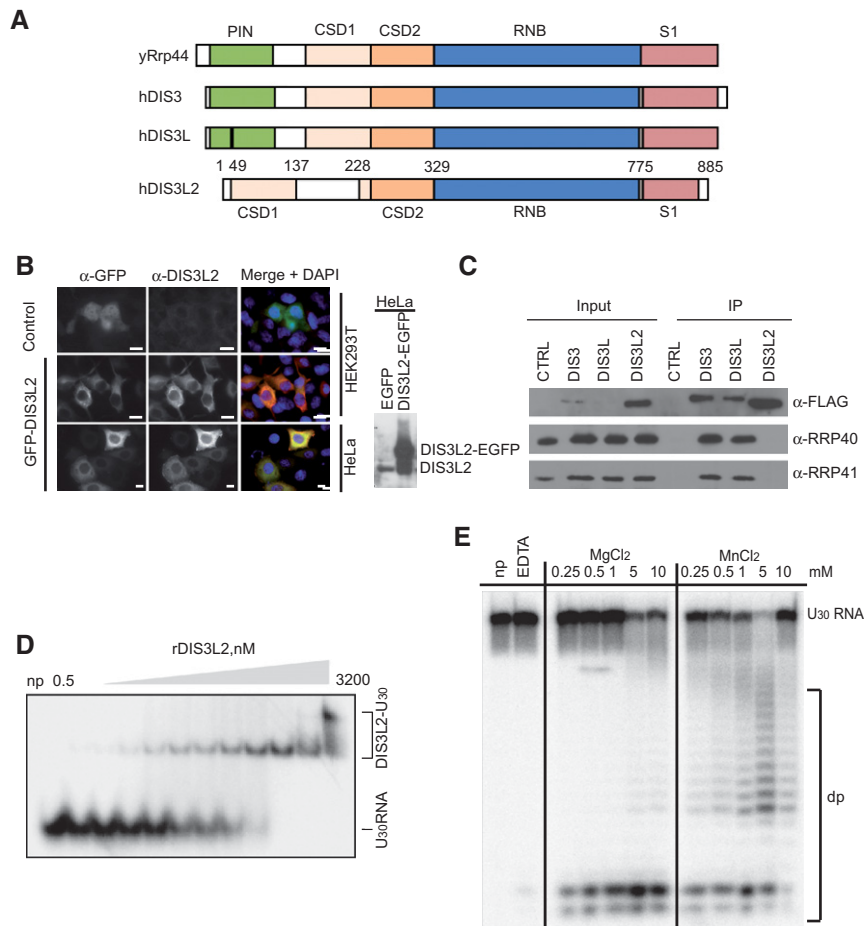 A
PIN CSD1 CSD2 RNB S1
yRrp44
hDIS3
hDIS3L
1 49 137 228 329 775 885
hDIS3L2
CSD1 CSD2 RNB S1
B
α-GFP α-DIS3L2 Merge + DAPI
Control
GFP-DIS3L2
HEK293T
HeLa
HeLa
EGFP
DIS3L2-EGFP
DIS3L2-EGFP
DIS3L2
C
Input IP
CTRL DIS3 DIS3L DIS3L2 CTRL DIS3 DIS3L DIS3L2
α-FLAG
α-RRP40
α-RRP41
D
rDIS3L2,nM
np 0.5 3200
DIS3L2-U30
U30RNA
E
np EDTA MgCl2 MnCl2
0.25 0.5 1 5 10 0.25 0.5 1 5 10 mM
U30 RNA
dp